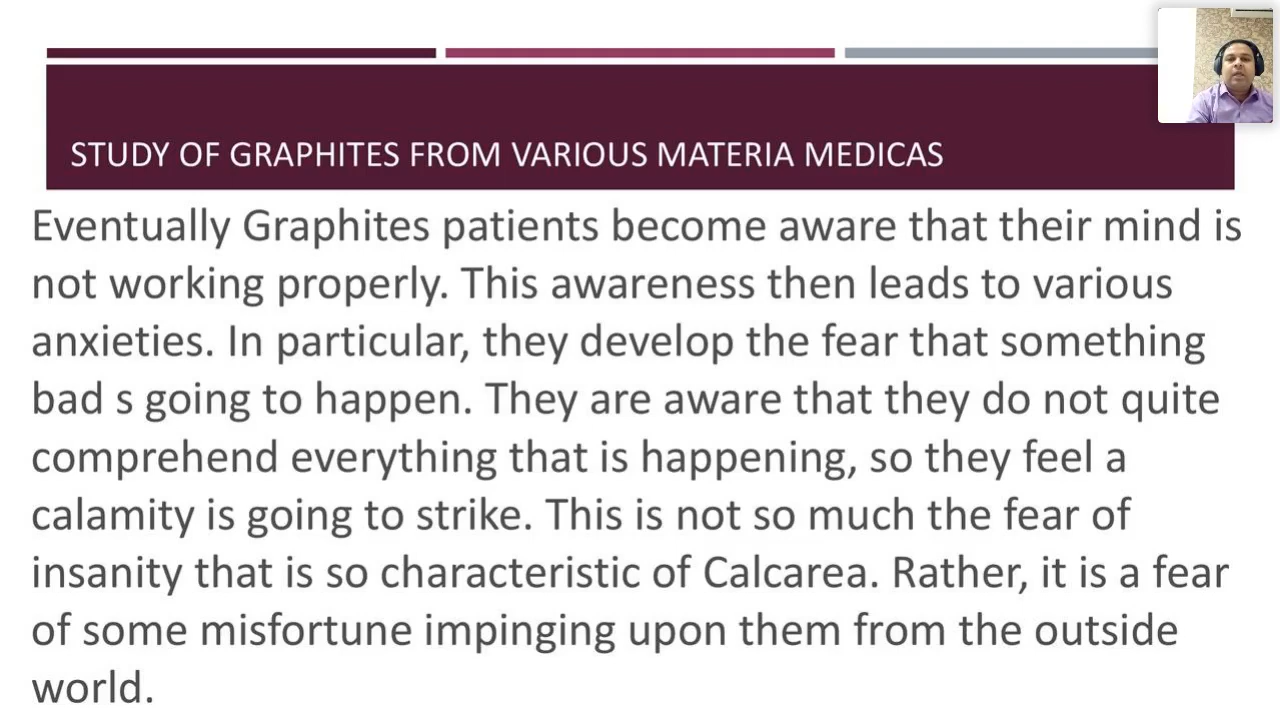 STUDY OF GRAPHITES FROM VARIOUS MATERIA MEDICAS
Eventually Graphites patients become aware that their mind is
not working properly. This awareness then leads to various
anxieties. In particular, they develop the fear that something
bad s going to happen. They are aware that they do not quite
comprehend everything that is happening, so they feel a
calamity is going to strike. This is not so much the fear of
insanity that is so characteristic of Calcarea. Rather, it is a fear
of some misfortune impinging upon them from the outside
world.